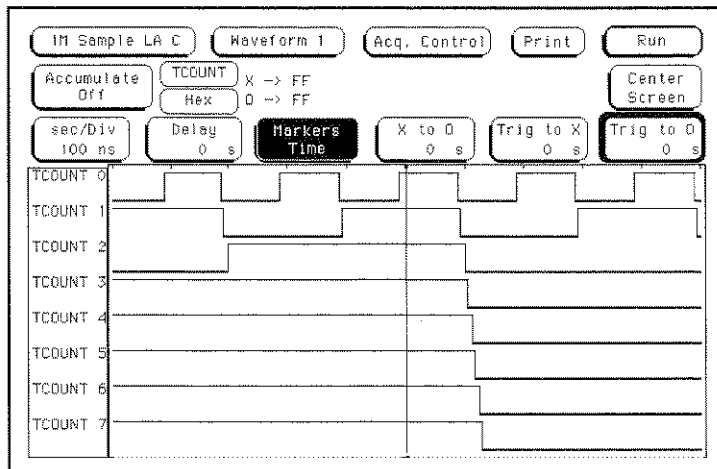 1M Sample LA C
Waveform 1
Acq. Control
Print
Run
Accumulate
Off
TCOUNT
X -> FF
Hex
O -> FF
Center
Screen
sec/Div
100 ns
Delay
0 s
Markers
Time
X to O
0 s
Trig to X
0 s
Trig to O
0 s
TCOUNT 0
TCOUNT 1
TCOUNT 2
TCOUNT 3
TCOUNT 4
TCOUNT 5
TCOUNT 6
TCOUNT 7